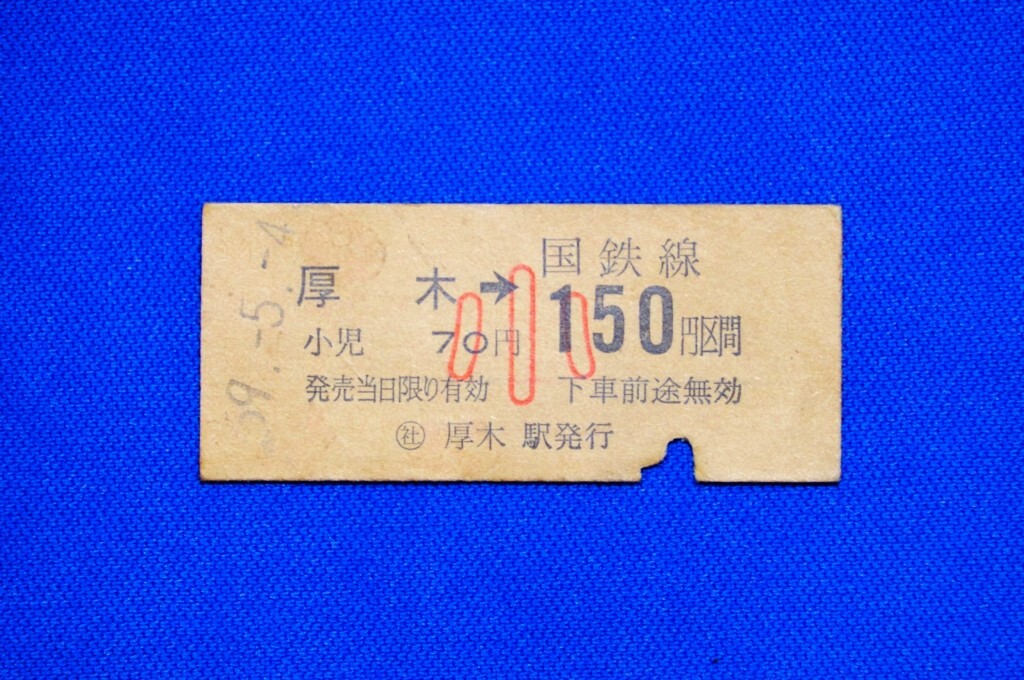 59.-5.-4
国鉄線
厚木➔150円区間
小児 70円
小
発売当日限り有効 下車前途無効
㊓ 厚木 駅発行